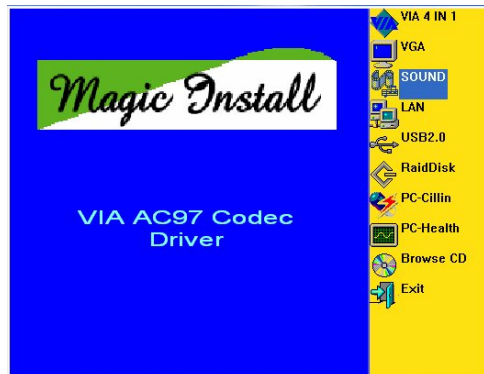 Magic Install
VIA AC97 Codec
Driver
VIA 4 IN 1
VGA
SOUND
LAN
USB2.0
RaidDisk
PC-Cillin
PC-Health
Browse CD
Exit